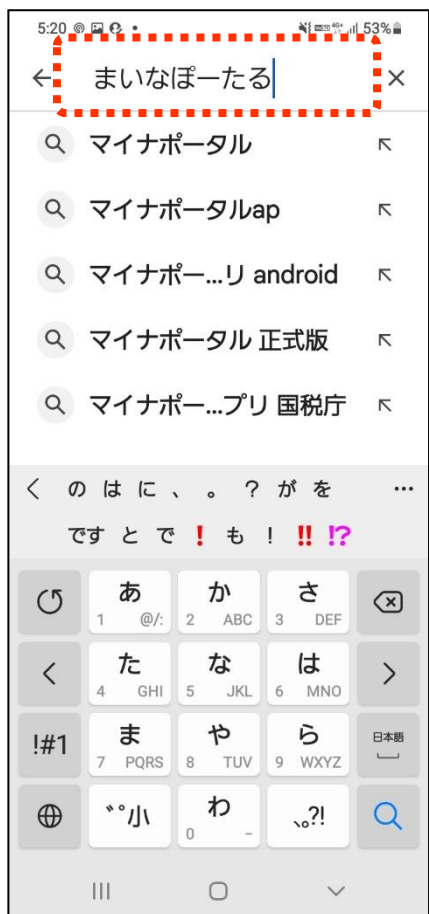 5:20 53%
まいなぽーたる
マイナポータル
マイナポータルap
マイナポー...リ android
マイナポータル 正式版
マイナポー...プリ 国税庁
の は に 、 。 ? が を ...
です と で ❗ も ! ‼ ⁉
あ 1 @/: か 2 ABC さ 3 DEF
た 4 GHI な 5 JKL は 6 MNO
!#1 ま 7 PQRS や 8 TUV ら 9 WXYZ 日本語
゛゜小 わ 0 - 、。?!